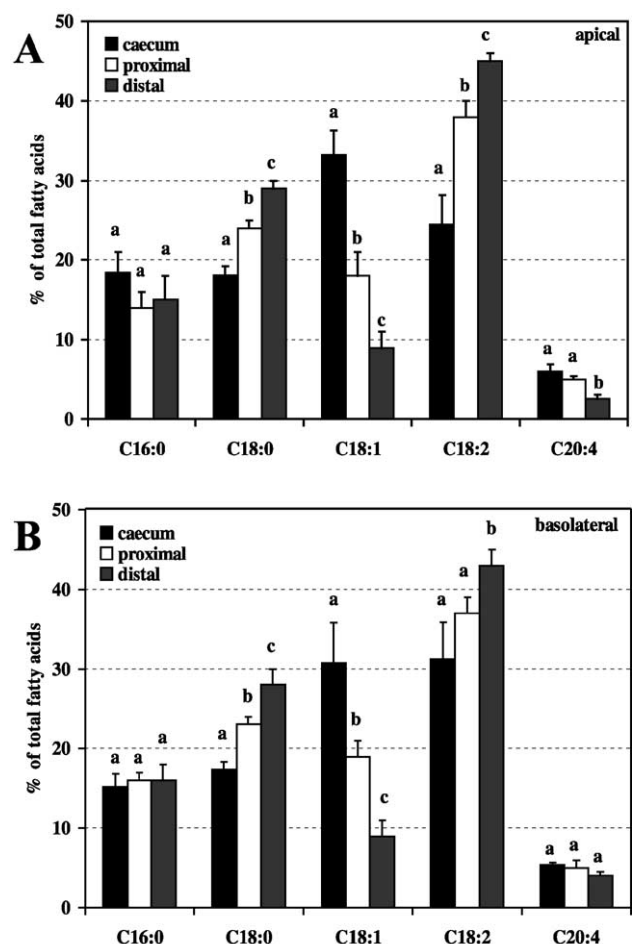 A
50
apical
caecum
proximal
distal
40
30
20
10
0
% of total fatty acids
a
a
a
a
b
c
a
b
c
a
b
c
a
a
b
C16:0 C18:0 C18:1 C18:2 C20:4
B
50
basolateral
caecum
proximal
distal
40
30
20
10
0
% of total fatty acids
a
a
a
a
b
c
a
b
c
a
a
b
a
a
a
C16:0 C18:0 C18:1 C18:2 C20:4